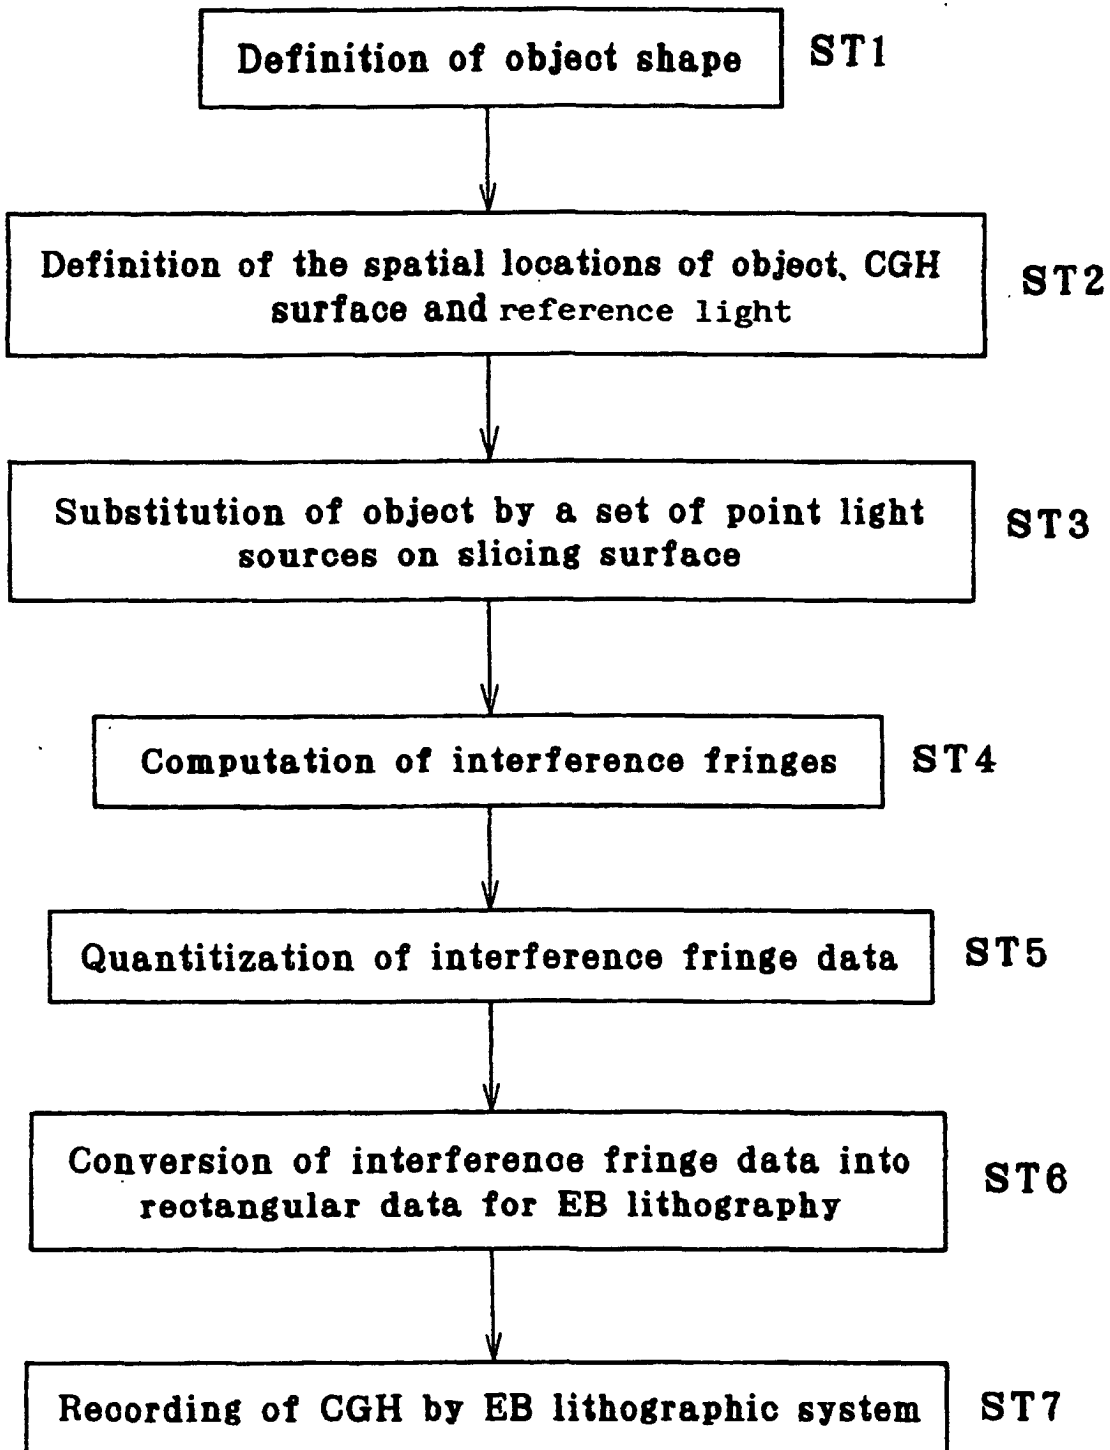 Definition of object shape
ST1
Definition of the spatial locations of object, CGH
surface and reference light
ST2
Substitution of object by a set of point light
sources on slicing surface
ST3
Computation of interference fringes
ST4
Quantitization of interference fringe data
ST5
Conversion of interference fringe data into
rectangular data for EB lithography
ST6
Recording of CGH by EB lithographic system
ST7